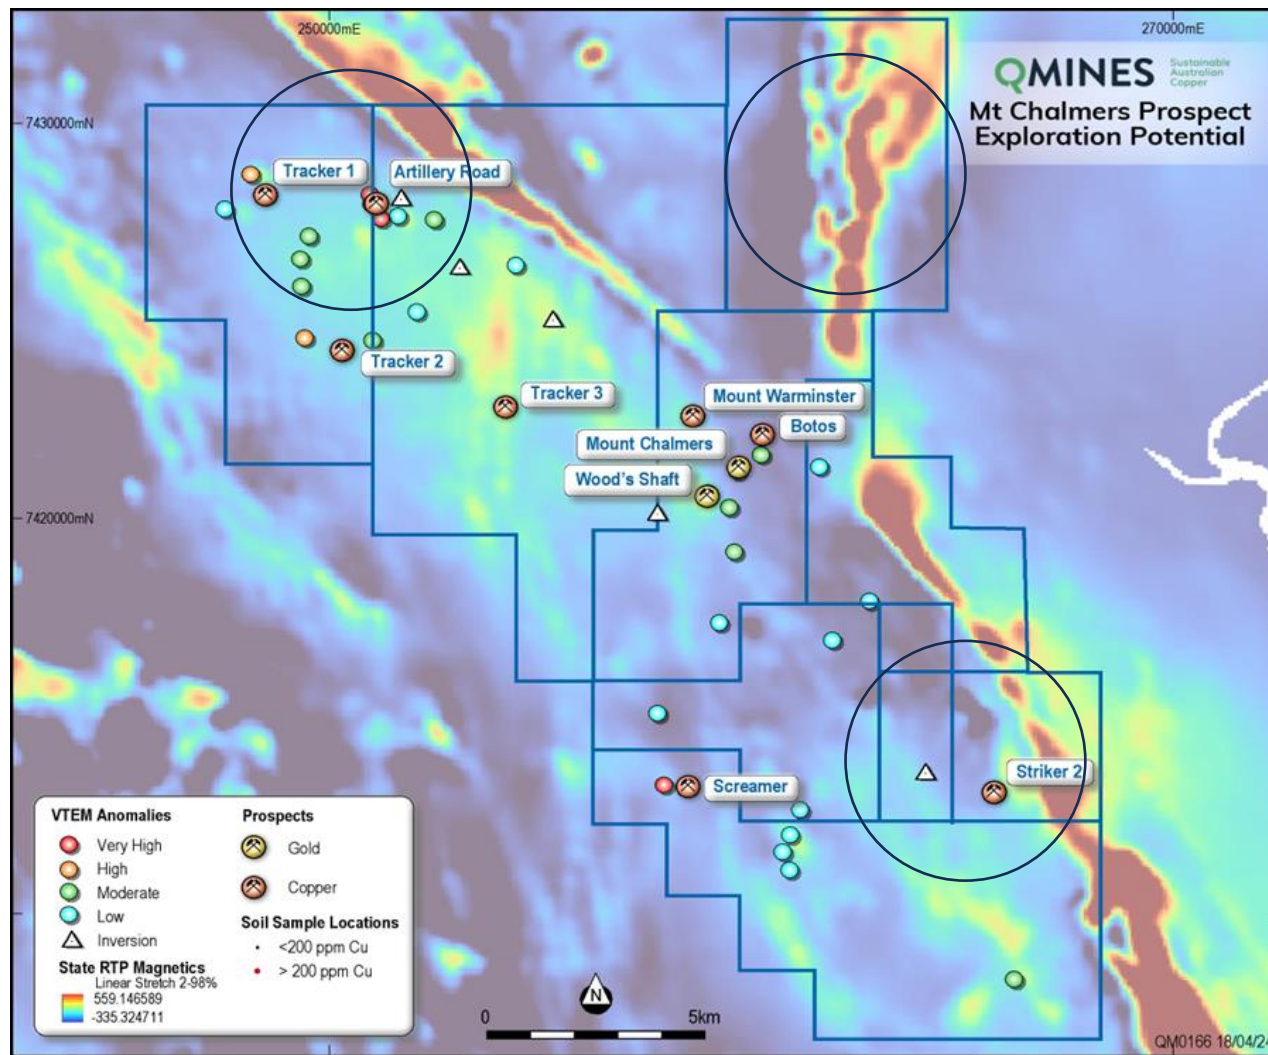 250000mE
270000mE
QMINES
Sustainable
Australian
Copper
Mt Chalmers Prospect
Exploration Potential
7430000mN
Tracker 1
Artillery Road
Tracker 2
Tracker 3
Mount Warminster
Botos
Mount Chalmers
Wood's Shaft
7420000mN
Striker 2
Screamer
VTEM Anomalies
Very High
High
Moderate
Low
Inversion
State RTP Magnetics
Linear Stretch 2-98%
559.146589
-335.324711
Prospects
Gold
Copper
Soil Sample Locations
<200 ppm Cu
> 200 ppm Cu
N
0
5km
QM0166 18/04/24